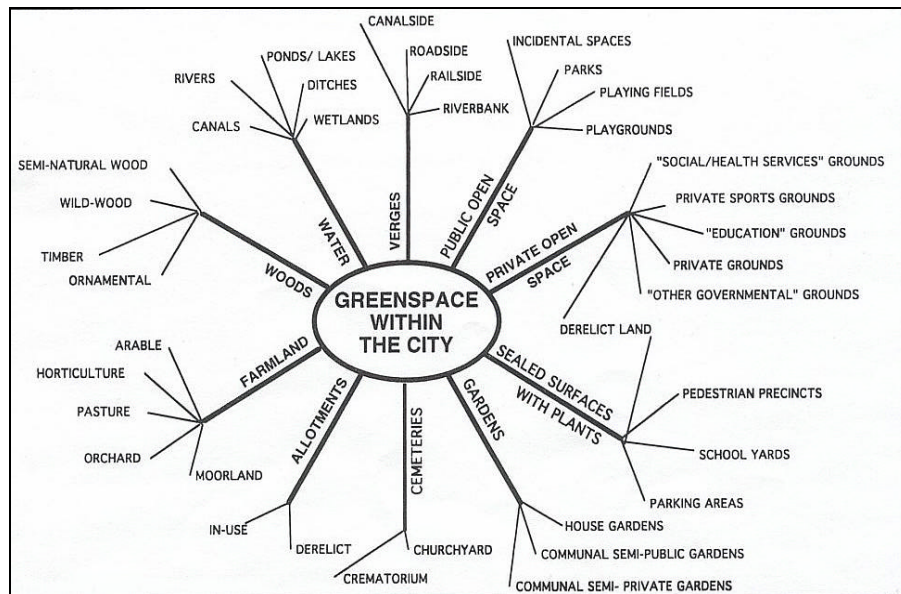 CANALSIDE
ROADSIDE
RAILSIDE
RIVERBANK
VERGES
INCIDENTAL SPACES
PARKS
PLAYING FIELDS
PLAYGROUNDS
PUBLIC OPEN
SPACE
"SOCIAL/HEALTH SERVICES" GROUNDS
PRIVATE SPORTS GROUNDS
"EDUCATION" GROUNDS
PRIVATE GROUNDS
"OTHER GOVERNMENTAL" GROUNDS
DERELICT LAND
PRIVATE OPEN
SPACE
PEDESTRIAN PRECINCTS
SCHOOL YARDS
PARKING AREAS
SEALED SURFACES
WITH PLANTS
HOUSE GARDENS
COMMUNAL SEMI-PUBLIC GARDENS
COMMUNAL SEMI- PRIVATE GARDENS
GARDENS
CHURCHYARD
CREMATORIUM
CEMETERIES
IN-USE
DERELICT
ALLOTMENTS
ARABLE
HORTICULTURE
PASTURE
ORCHARD
MOORLAND
FARMLAND
SEMI-NATURAL WOOD
WILD-WOOD
TIMBER
ORNAMENTAL
WOODS
PONDS/ LAKES
RIVERS
DITCHES
CANALS
WETLANDS
WATER
GREENSPACE
WITHIN
THE CITY